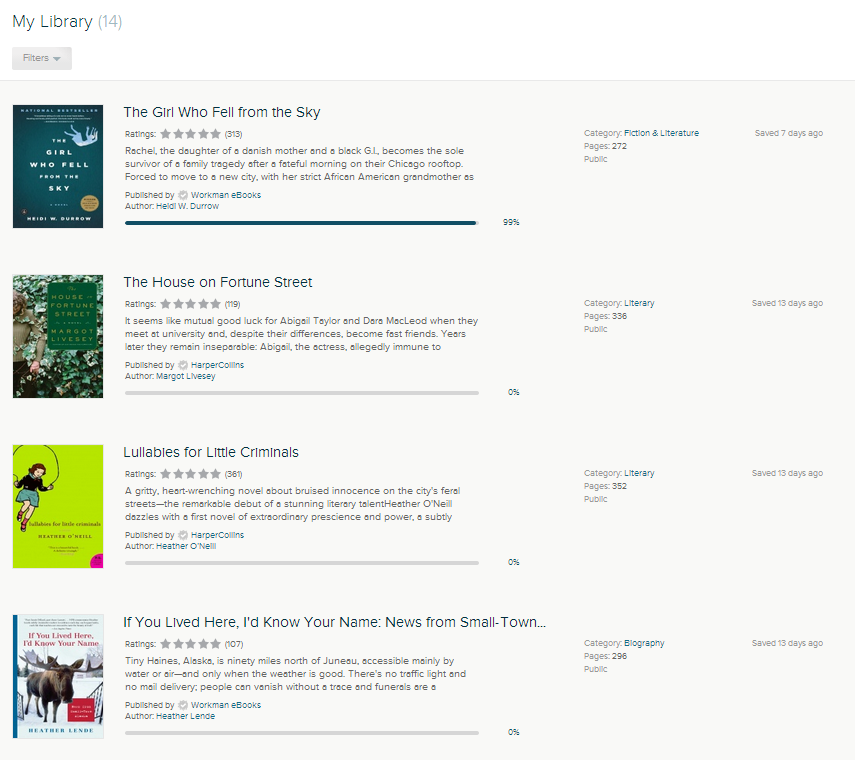 My Library (14)
Filters
NATIONAL BESTSELLER
THE
GIRL
WHO FELL
FROM THE
SKY
A NOVEL
HEIDI W. DURROW
The Girl Who Fell from the Sky
Ratings: (313)
Rachel, the daughter of a danish mother and a black G.I., becomes the sole
survivor of a family tragedy after a fateful morning on their Chicago rooftop.
Forced to move to a new city, with her strict African American grandmother as
Published by Workman eBooks
Author: Heidi W. Durrow
99%
Category: Fiction & Literature
Pages: 272
Public
Saved 7 days ago
The
HOUSE on
FORTUNE
STREET
A NOVEL
MARGOT
LIVESEY
The House on Fortune Street
Ratings: (119)
It seems like mutual good luck for Abigail Taylor and Dara MacLeod when they
meet at university and, despite their differences, become fast friends. Years
later they remain inseparable: Abigail, the actress, allegedly immune to
Published by HarperCollins
Author: Margot Livesey
0%
Category: Literary
Pages: 336
Public
Saved 13 days ago
lullabies for little criminals
HEATHER O'NEILL
Lullabies for Little Criminals
Ratings: (361)
A gritty, heart-wrenching novel about bruised innocence on the city's feral
streets—the remarkable debut of a stunning literary talentHeather O'Neill
dazzles with a first novel of extraordinary prescience and power, a subtly
Published by HarperCollins
Author: Heather O'Neill
0%
Category: Literary
Pages: 352
Public
Saved 13 days ago
If You Lived Here,
I'd Know Your Name
HEATHER LENDE
If You Lived Here, I'd Know Your Name: News from Small-Town...
Ratings: (107)
Tiny Haines, Alaska, is ninety miles north of Juneau, accessible mainly by
water or air—and only when the weather is good. There's no traffic light and
no mail delivery; people can vanish without a trace and funerals are a
Published by Workman eBooks
Author: Heather Lende
0%
Category: Biography
Pages: 296
Public
Saved 13 days ago